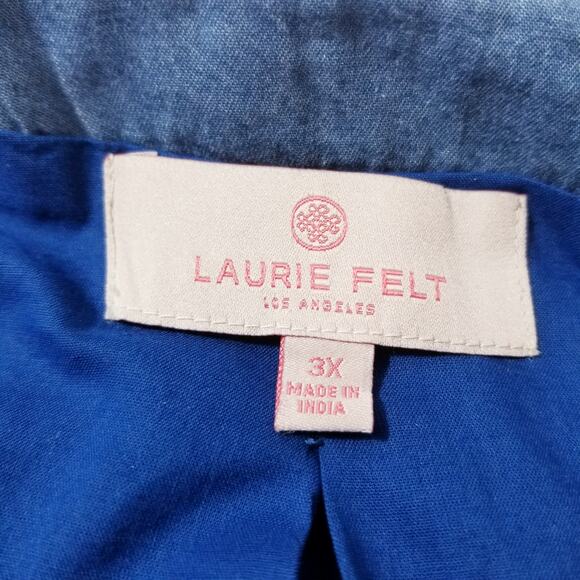 LAURIE FELT
LOS ANGELES
3X
MADE IN
INDIA